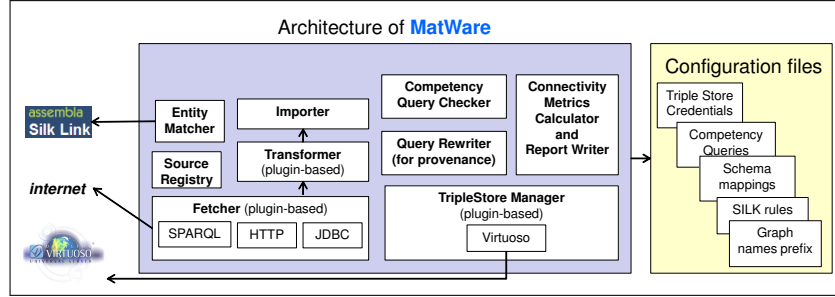 Architecture of MatWare
assembla
Silk Link
internet
VIRTUOSO
Entity
Matcher
Source
Registry
Importer
Transformer
(plugin-based)
Fetcher (plugin-based)
SPARQL
HTTP
JDBC
Competency
Query Checker
Query Rewriter
(for provenance)
Connectivity
Metrics
Calculator
and
Report Writer
TripleStore Manager
(plugin-based)
Virtuoso
Configuration files
Triple Store
Credentials
Competency
Queries
Schema
mappings
SILK rules
Graph
names prefix